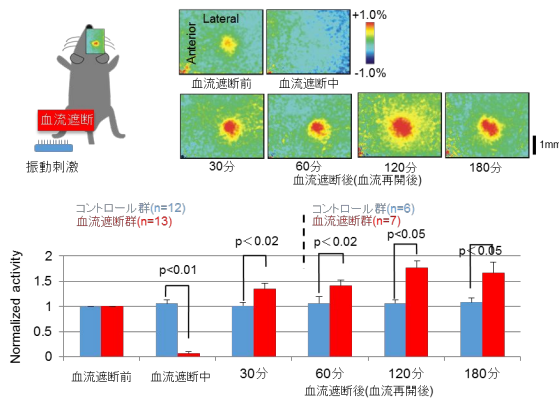 Lateral
Anterior
+1.0%
-1.0%
血流遮断前
血流遮断中
血流遮断
振動刺激
30分
60分
120分
180分
血流遮断後(血流再開後)
1mm
コントロール群(n=12)
血流遮断群(n=13)
コントロール群(n=6)
血流遮断群(n=7)
p<0.01
p<0.02
p<0.02
p<0.05
p<0.05
Normalized activity
2
1.5
1
0.5
0
血流遮断前
血流遮断中
30分
60分
120分
180分
血流遮断後(血流再開後)